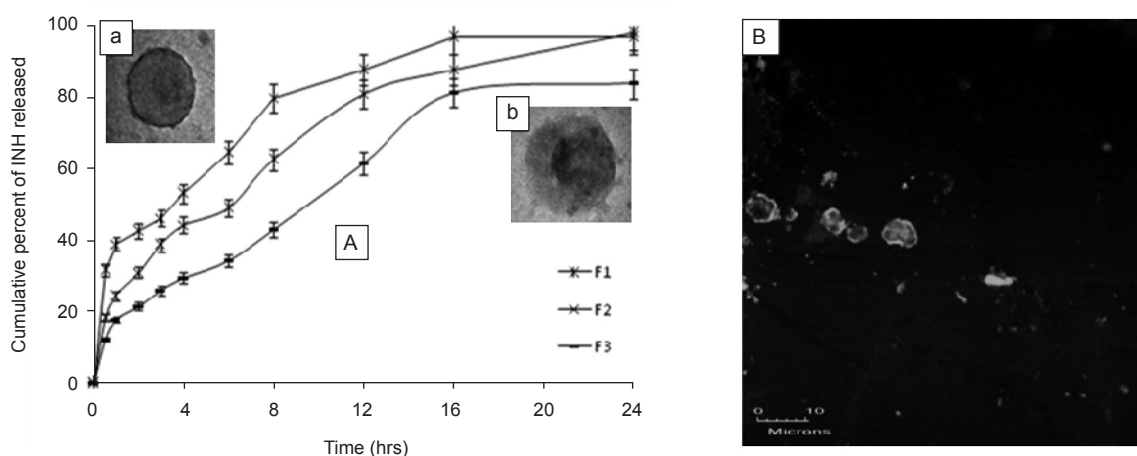 100
a
80
b
60
40
A
F1
20
F2
F3
0
0
4
8
12
16
20
24
Cumulative percent of INH released
Time (hrs)
B
0 10
Microns